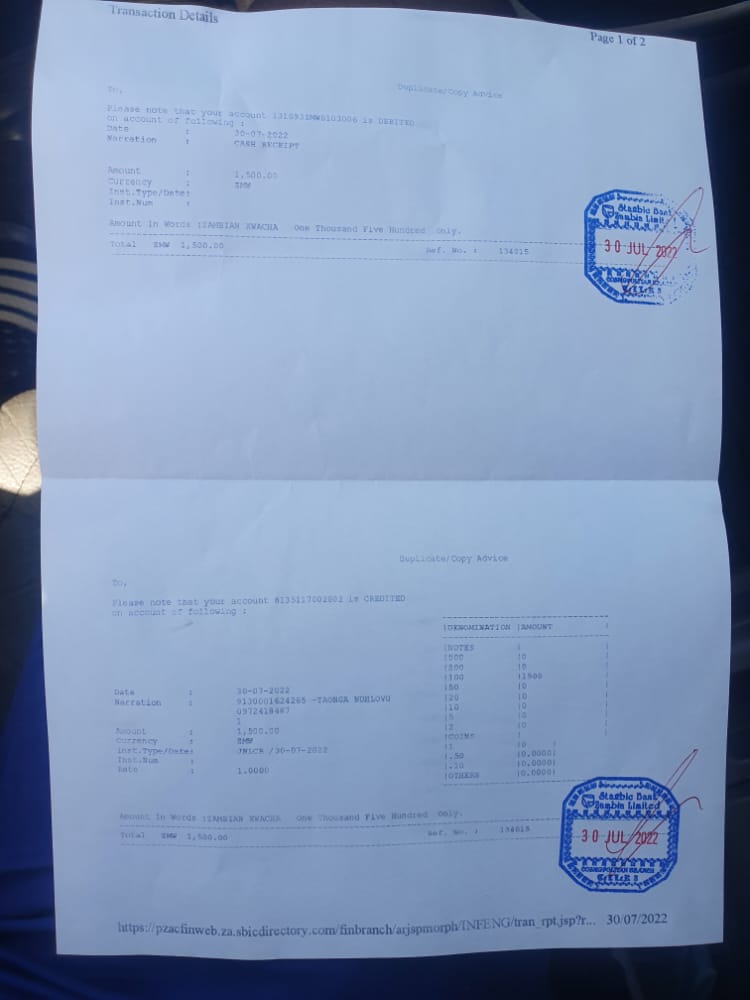 Transaction Details
Page 1 of 2
Duplicate/Copy Advice
To,
Please note that your account is DEBITED
on account of following :
Date : 30-07-2022
Narration : CASH RECEIPT
Amount : 1,500.00
Currency : ZMW
Inst.Type/Date:
Inst.Num :
Amount in Words :ZAMBIAN KWACHA One Thousand Five Hundred Only.
Total ZMW 1,500.00 Ref. No. : 134015
Stanbic Bank
Zambia Limited
30 JUL 2022
Duplicate/Copy Advice
To,
Please note that your account is CREDITED
on account of following :
|DENOMINATION |AMOUNT |
|NOTES | |
|500 |0 |
|200 |0 |
|100 |1500 |
|50 |0 |
|20 |0 |
|10 |0 |
|5 |0 |
|2 |0 |
|COINS | |
|1 |0 |
|.50 |0.0000|
|.10 |0.0000|
|OTHERS |0.0000|
Date : 30-07-2022
Narration : 9130001624265 -TAONGA
1
Amount : 1,500.00
Currency : ZMW
Inst.Type/Date: /30-07-2022
Inst.Num :
Rate : 1.0000
Amount in Words :ZAMBIAN KWACHA One Thousand Five Hundred Only.
Total ZMW 1,500.00 Ref. No. : 134015
Stanbic Bank
Zambia Limited
30 JUL 2022
COSMOPOLITAN BRANCH
https://pzacfinweb.za.sbicdirectory.com/finbranch/arjspmorph/INFENG/tran_rpt.jsp?r... 30/07/2022